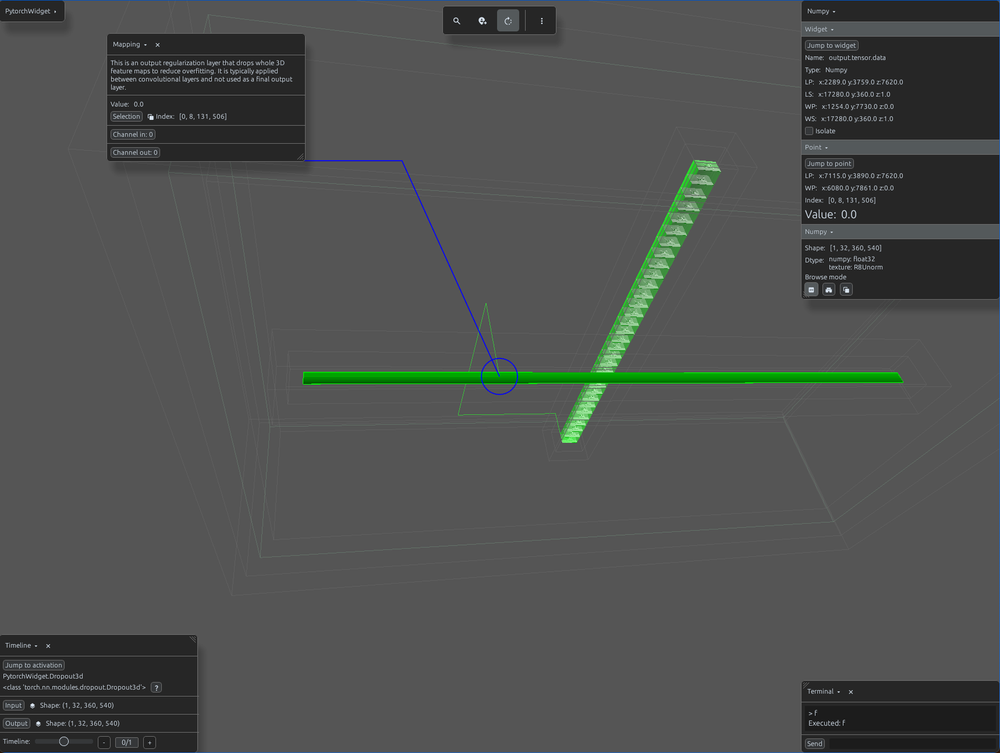 PytorchWidget
Mapping
This is an output regularization layer that drops whole 3D
feature maps to reduce overfitting. It is typically applied
between convolutional layers and not used as a final output
layer.
Value: 0.0
Selection Index: [0, 8, 131, 506]
Channel in: 0
Channel out: 0
Numpy
Widget
Jump to widget
Name: output.tensor.data
Type: Numpy
LP: x:2289.0 y:3759.0 z:7620.0
LS: x:17280.0 y:360.0 z:1.0
WP: x:1254.0 y:7730.0 z:0.0
WS: x:17280.0 y:360.0 z:1.0
Isolate
Point
Jump to point
LP: x:7115.0 y:3890.0 z:7620.0
WP: x:6080.0 y:7861.0 z:0.0
Index: [0, 8, 131, 506]
Value: 0.0
Numpy
Shape: [1, 32, 360, 540]
Dtype: numpy: float32
texture: R8Unorm
Browse mode
Timeline
Jump to activation
PytorchWidget.Dropout3d
<class 'torch.nn.modules.dropout.Dropout3d'> ?
Input Shape: (1, 32, 360, 540)
Output Shape: (1, 32, 360, 540)
Timeline: - 0/1 +
Terminal
> f
Executed: f
Send